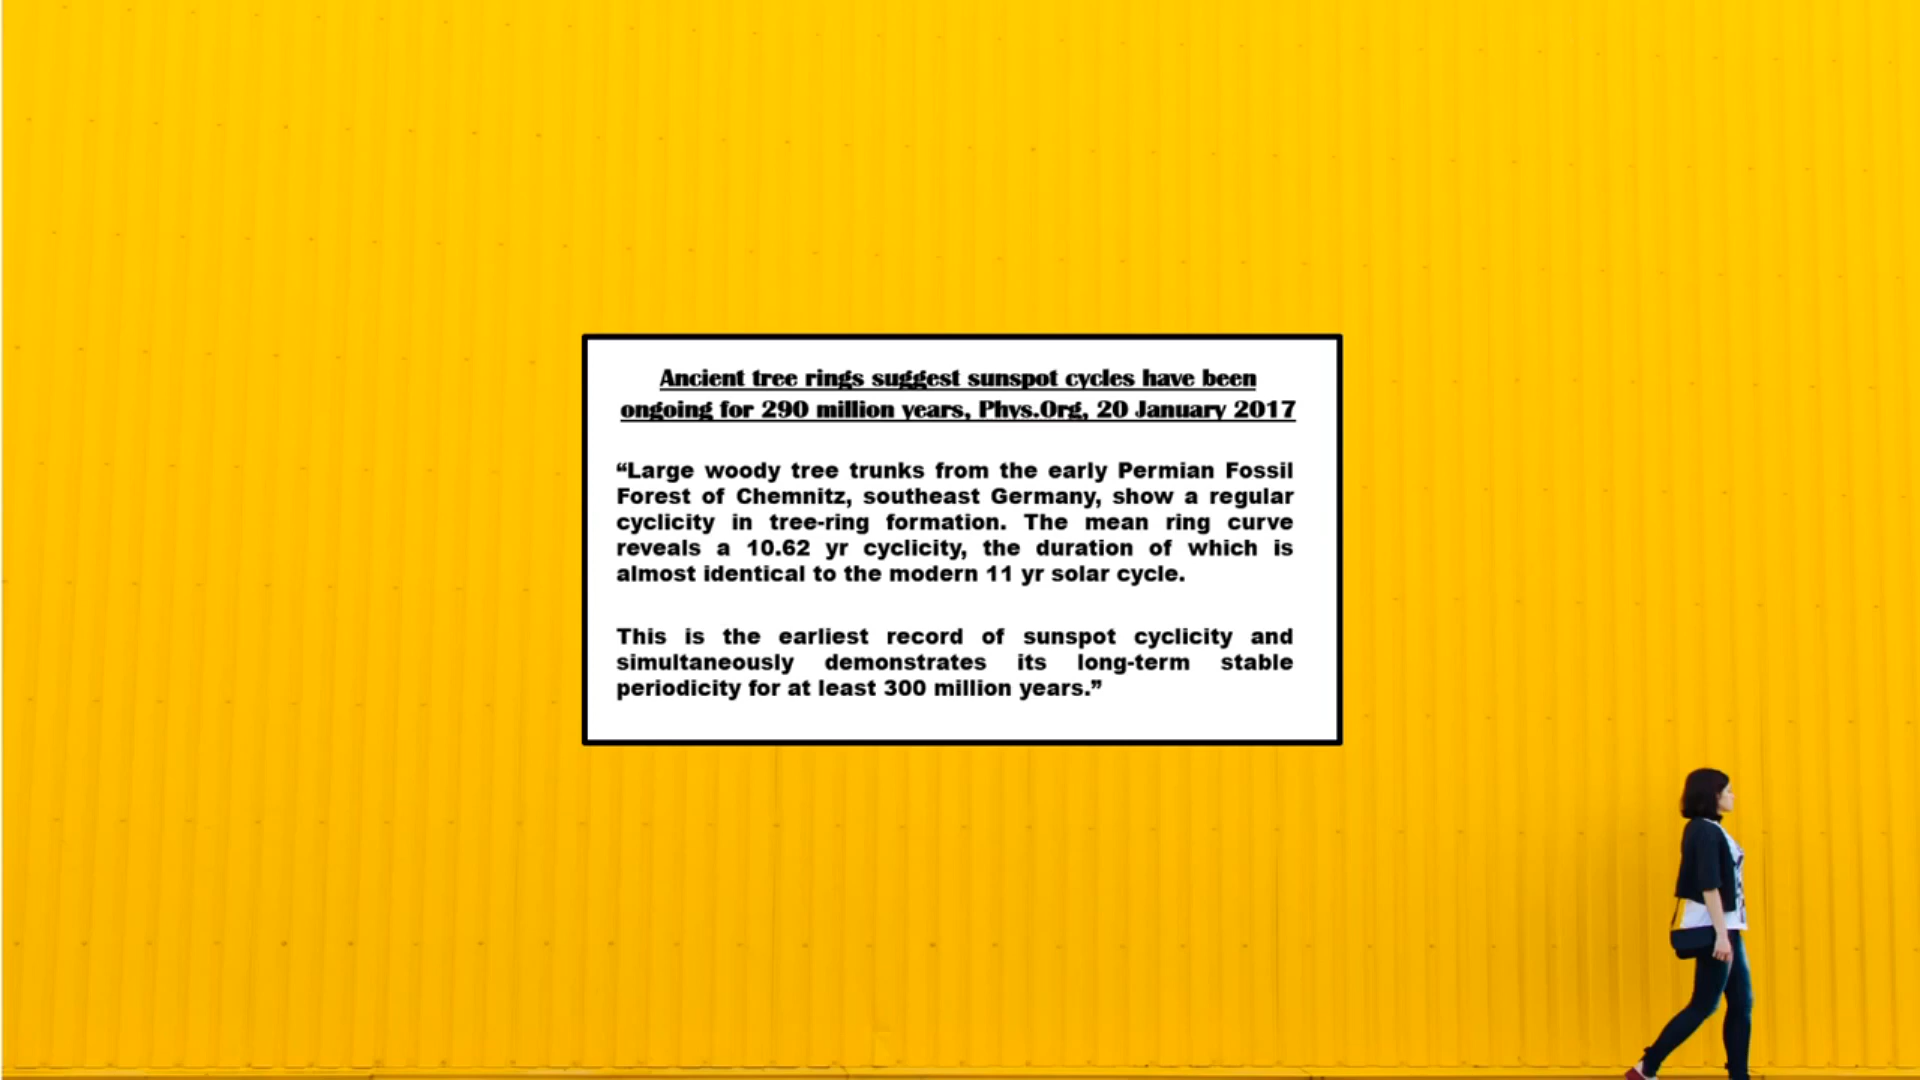 Ancient tree rings suggest sunspot cycles have been
ongoing for 290 million years, Phys.Org, 20 January 2017
“Large woody tree trunks from the early Permian Fossil
Forest of Chemnitz, southeast Germany, show a regular
cyclicity in tree-ring formation. The mean ring curve
reveals a 10.62 yr cyclicity, the duration of which is
almost identical to the modern 11 yr solar cycle.
This is the earliest record of sunspot cyclicity and
simultaneously demonstrates its long-term stable
periodicity for at least 300 million years.”